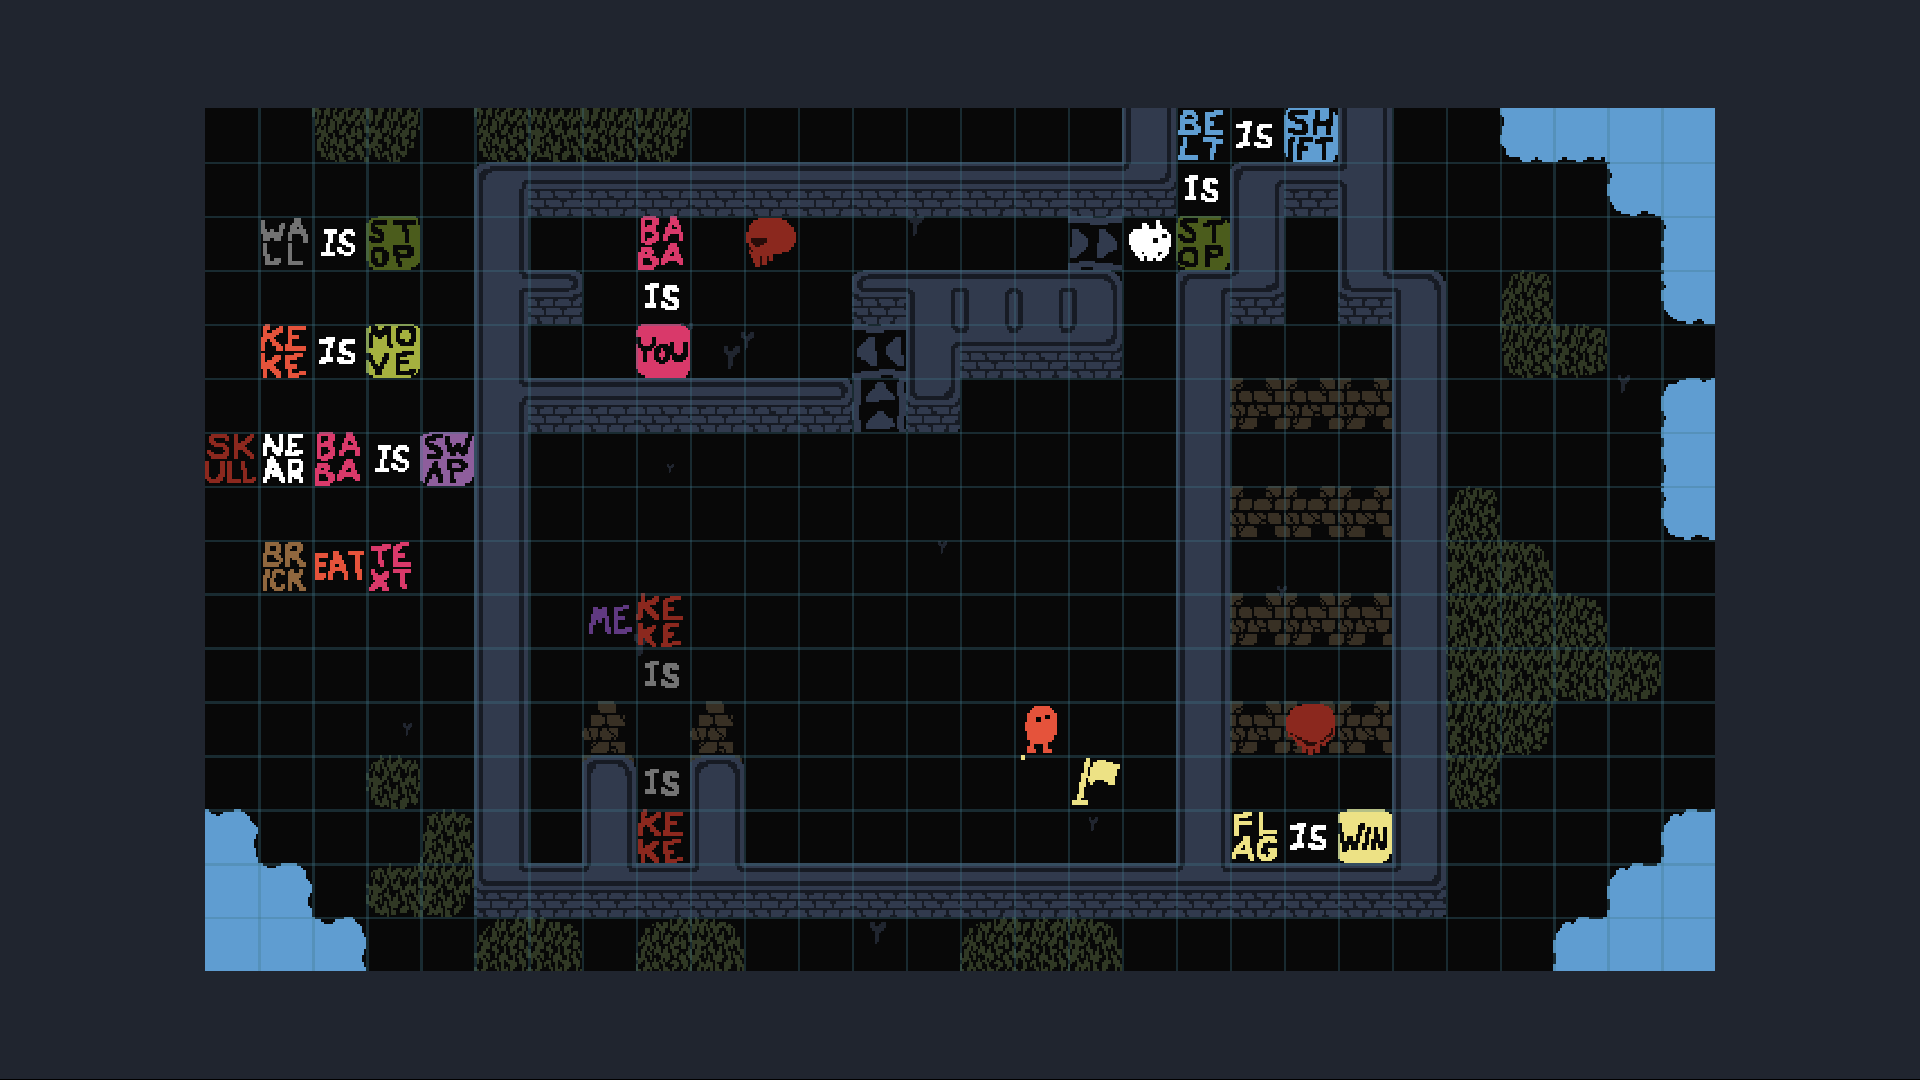 BELT IS SHIFT
IS
WALL IS STOP
BABA
STOP
IS
KEKE IS MOVE
YOU
SKULL NEAR BABA IS SWAP
BRICK EAT TEXT
ME KEKE
IS
IS
KEKE
FLAG IS WIN